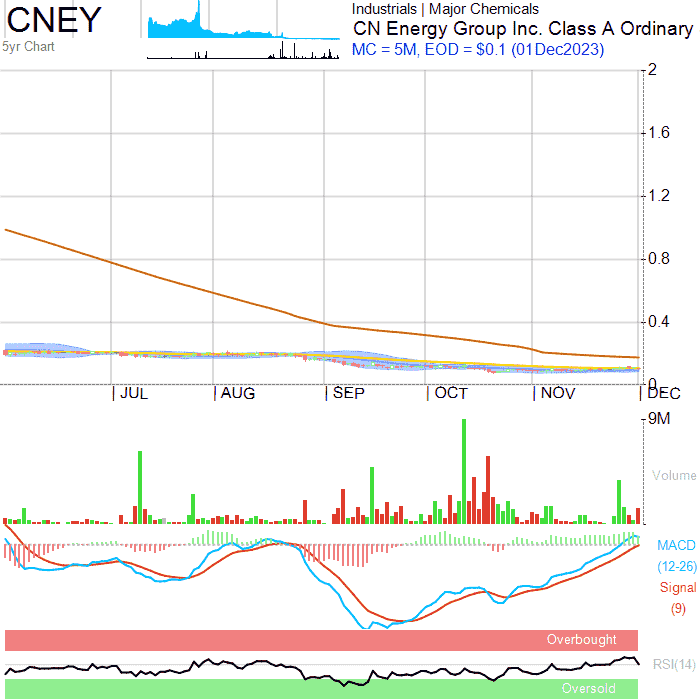 CNEY
5yr Chart
Industrials | Major Chemicals
CN Energy Group Inc. Class A Ordinary
MC = 5M, EOD = $0.1 (01Dec2023)
2
1.6
1.2
0.8
0.4
0
| JUL
| AUG
| SEP
| OCT
| NOV
| DEC
9M
Volume
MACD
(12-26)
Signal
(9)
Overbought
RSI(14)
Oversold